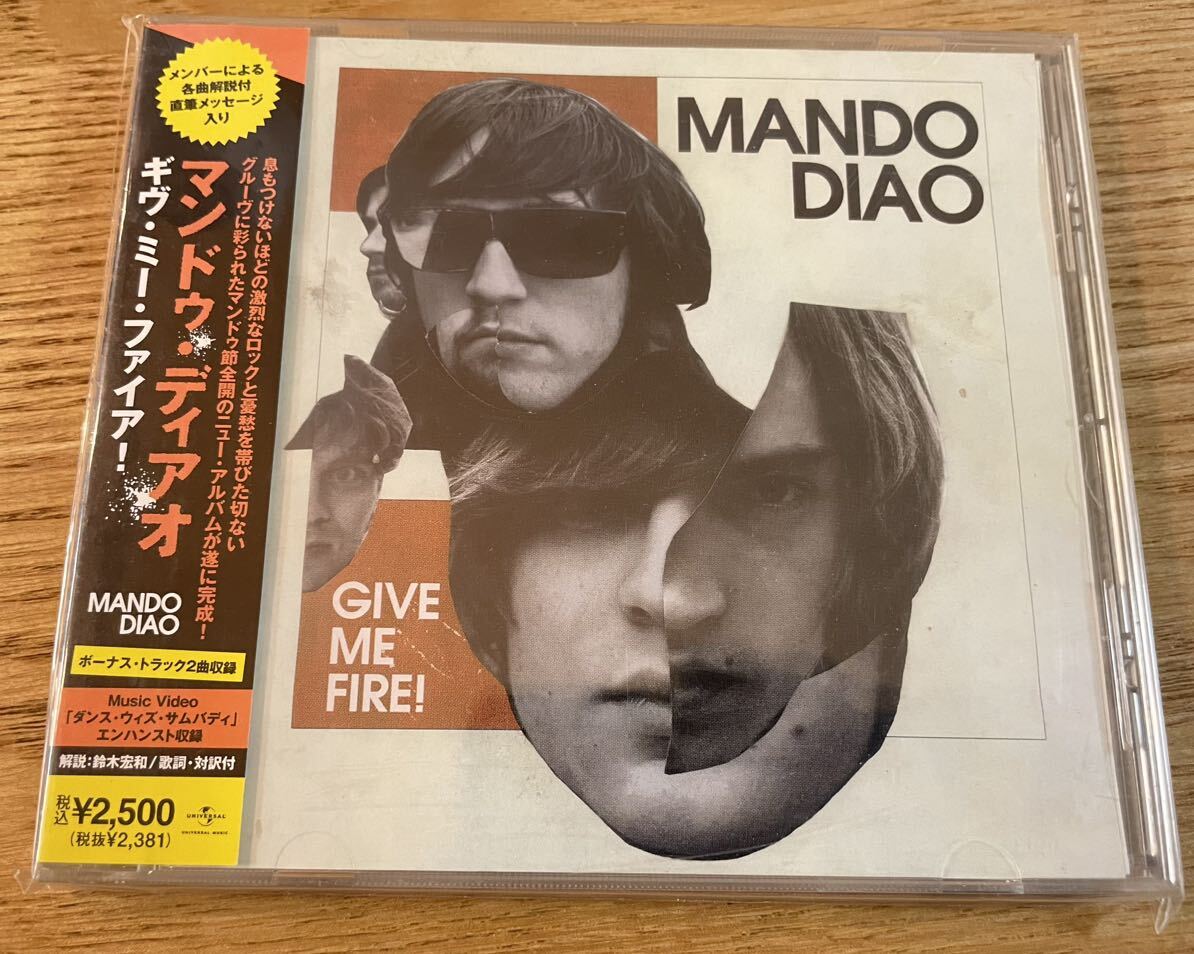 メンバーによる
各曲解説付
直筆メッセージ
入り
息もつけないほどの激烈なロックと憂愁を帯びた切ない
グルーヴに彩られたマンドゥ節全開のニュー・アルバムが遂に完成!
マンドゥ・ディアオ
ギヴ・ミー・ファイア!
MANDO
DIAO
ボーナス・トラック2曲収録
Music Video
「ダンス・ウィズ・サムバディ」
エンハンスト収録
解説:鈴木宏和/歌詞・対訳付
税込¥2,500
(税抜¥2,381)
UNIVERSAL
UNIVERSAL MUSIC
MANDO
DIAO
GIVE
ME
FIRE!